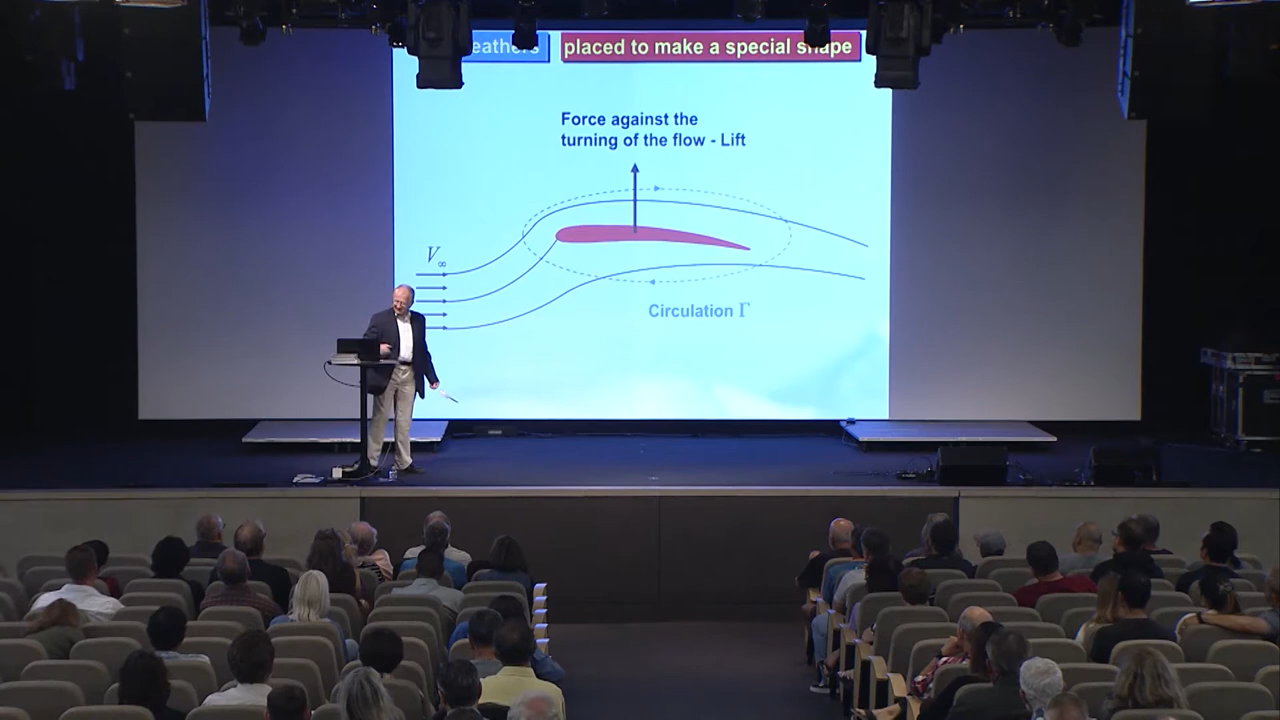 placed to make a special shape
Force against the
turning of the flow - Lift
V∞
Circulation Γ